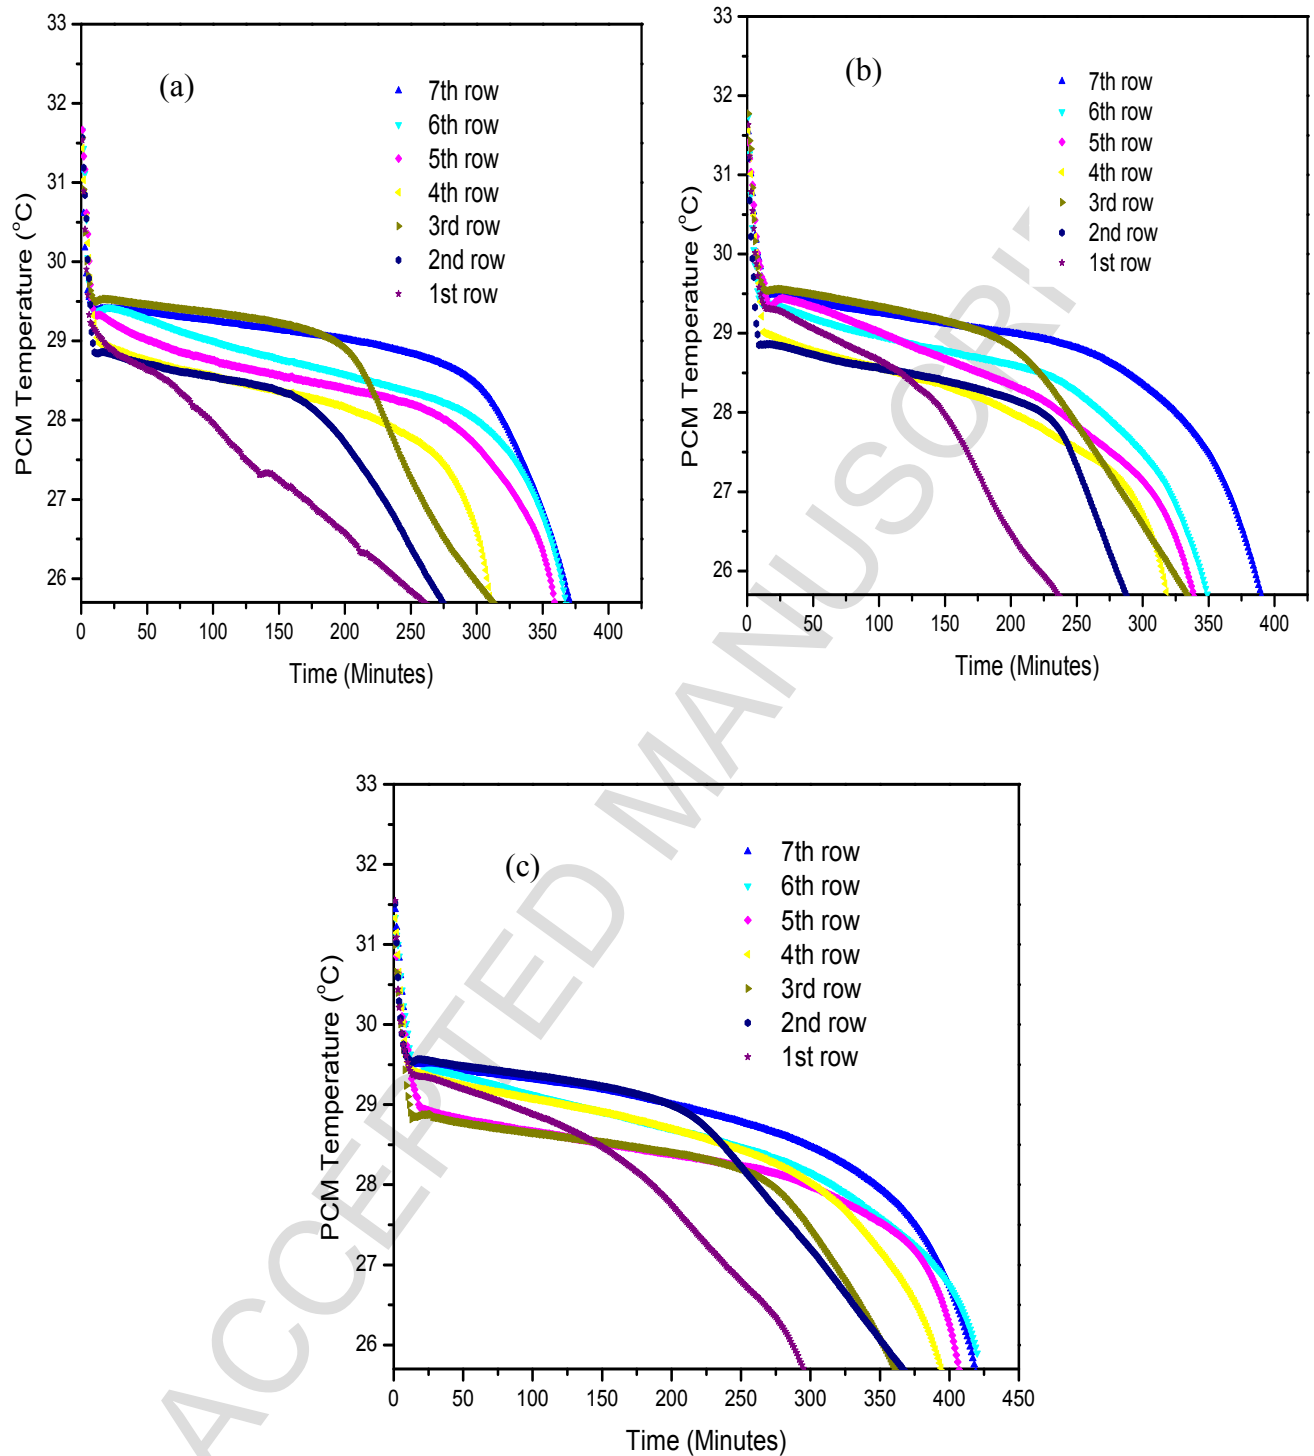 (a)
7th row
6th row
5th row
4th row
3rd row
2nd row
1st row
PCM Temperature (°C)
33
32
31
30
29
28
27
26
0 50 100 150 200 250 300 350 400
Time (Minutes)
(b)
7th row
6th row
5th row
4th row
3rd row
2nd row
1st row
PCM Temperature (°C)
33
32
31
30
29
28
27
26
0 50 100 150 200 250 300 350 400
Time (Minutes)
(c)
7th row
6th row
5th row
4th row
3rd row
2nd row
1st row
PCM Temperature (°C)
33
32
31
30
29
28
27
26
0 50 100 150 200 250 300 350 400 450
Time (Minutes)
ACCEPTED MANUSCRIPT